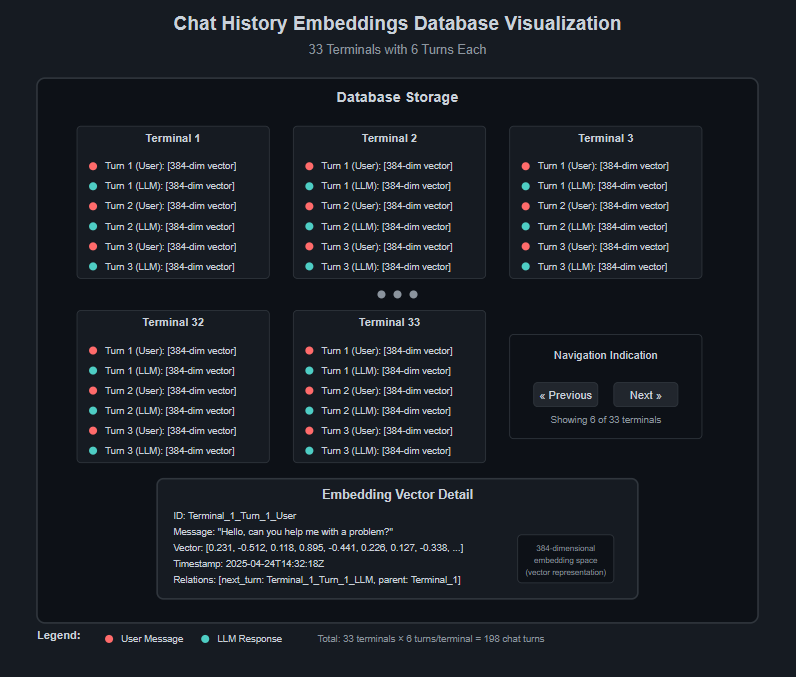 Chat History Embeddings Database Visualization
33 Terminals with 6 Turns Each
Database Storage
Terminal 1
Turn 1 (User): [384-dim vector]
Turn 1 (LLM): [384-dim vector]
Turn 2 (User): [384-dim vector]
Turn 2 (LLM): [384-dim vector]
Turn 3 (User): [384-dim vector]
Turn 3 (LLM): [384-dim vector]
Terminal 2
Turn 1 (User): [384-dim vector]
Turn 1 (LLM): [384-dim vector]
Turn 2 (User): [384-dim vector]
Turn 2 (LLM): [384-dim vector]
Turn 3 (User): [384-dim vector]
Turn 3 (LLM): [384-dim vector]
Terminal 3
Turn 1 (User): [384-dim vector]
Turn 1 (LLM): [384-dim vector]
Turn 2 (User): [384-dim vector]
Turn 2 (LLM): [384-dim vector]
Turn 3 (User): [384-dim vector]
Turn 3 (LLM): [384-dim vector]
Terminal 32
Turn 1 (User): [384-dim vector]
Turn 1 (LLM): [384-dim vector]
Turn 2 (User): [384-dim vector]
Turn 2 (LLM): [384-dim vector]
Turn 3 (User): [384-dim vector]
Turn 3 (LLM): [384-dim vector]
Terminal 33
Turn 1 (User): [384-dim vector]
Turn 1 (LLM): [384-dim vector]
Turn 2 (User): [384-dim vector]
Turn 2 (LLM): [384-dim vector]
Turn 3 (User): [384-dim vector]
Turn 3 (LLM): [384-dim vector]
Navigation Indication
« Previous
Next »
Showing 6 of 33 terminals
Embedding Vector Detail
ID: Terminal_1_Turn_1_User
Message: "Hello, can you help me with a problem?"
Vector: [0.231, -0.512, 0.118, 0.895, -0.441, 0.226, 0.127, -0.338, ...]
Timestamp: 2025-04-24T14:32:18Z
Relations: [next_turn: Terminal_1_Turn_1_LLM, parent: Terminal_1]
384-dimensional
embedding space
(vector representation)
Legend:
User Message
LLM Response
Total: 33 terminals × 6 turns/terminal = 198 chat turns